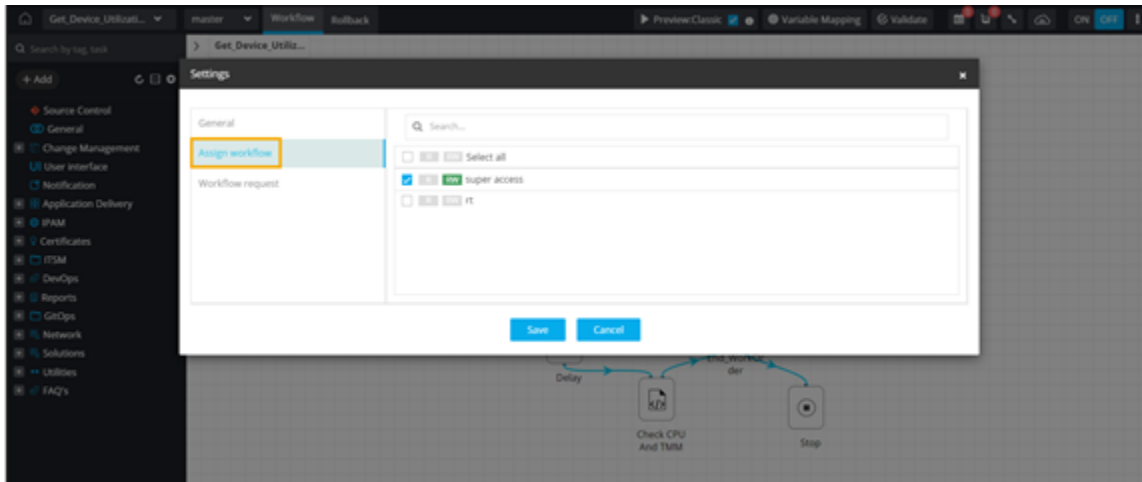 Get_Device_Utilizati...
master
Workflow
Rollback
Preview:Classic
Variable Mapping
Validate
ON OFF
Search by tag, task
Get_Device_Utiliz...
+ Add
Settings
Source Control
General
Change Management
User interface
Notification
Application Delivery
IPAM
Certificates
ITSM
DevOps
Reports
GitOps
Network
Solutions
Utilities
FAQ's
General
Assign workflow
Workflow request
Search...
R RW Select all
R RW super access
R RW rt
Save Cancel
Delay
der
Check CPU
And TMM
Stop